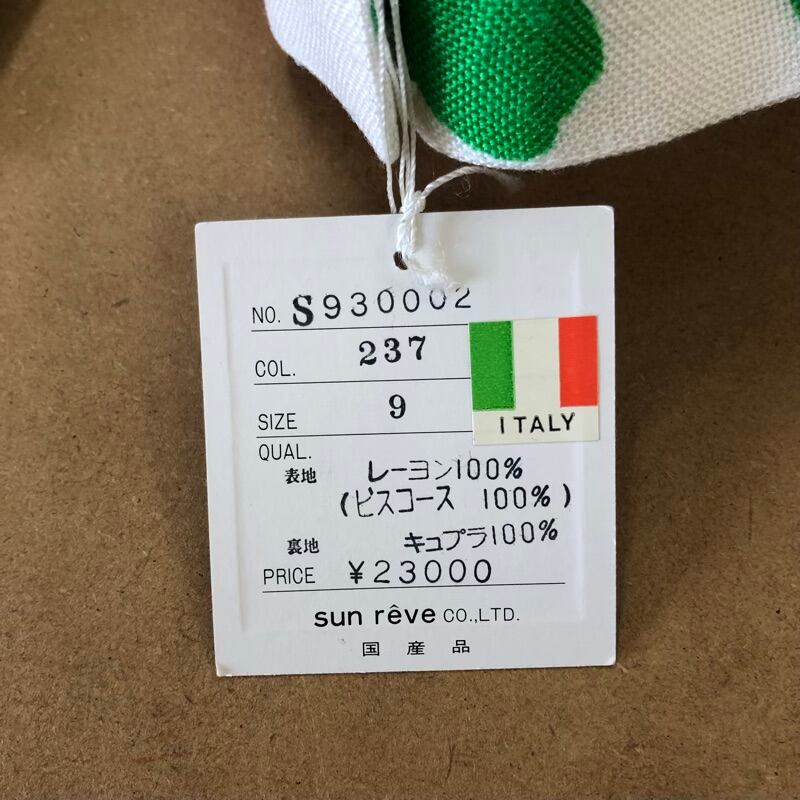 NO. S930002
COL. 237
SIZE 9
ITALY
QUAL.
表地 レーヨン100%
(ビスコース 100%)
裏地 キュプラ100%
PRICE ¥23000
sun rêve CO.,LTD.
国産品